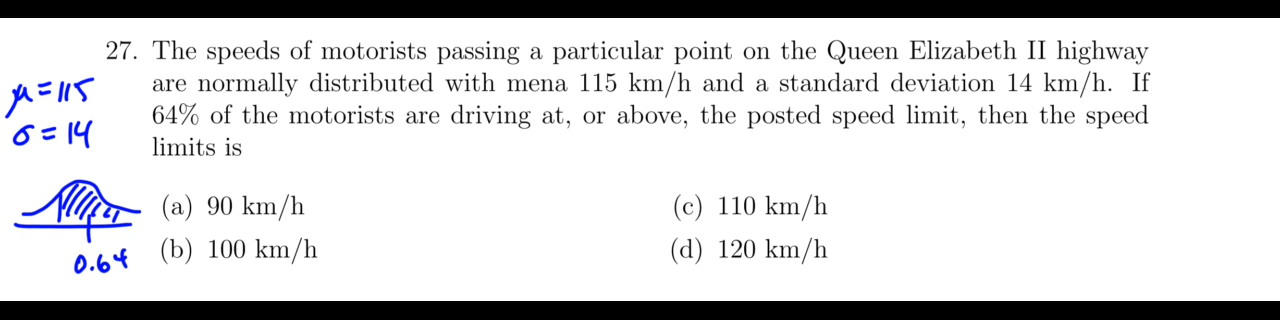 27. The speeds of motorists passing a particular point on the Queen Elizabeth II highway
are normally distributed with mena 115 km/h and a standard deviation 14 km/h. If
64% of the motorists are driving at, or above, the posted speed limit, then the speed
limits is
μ = 115
σ = 14
(a) 90 km/h
(c) 110 km/h
(b) 100 km/h
(d) 120 km/h
0.64